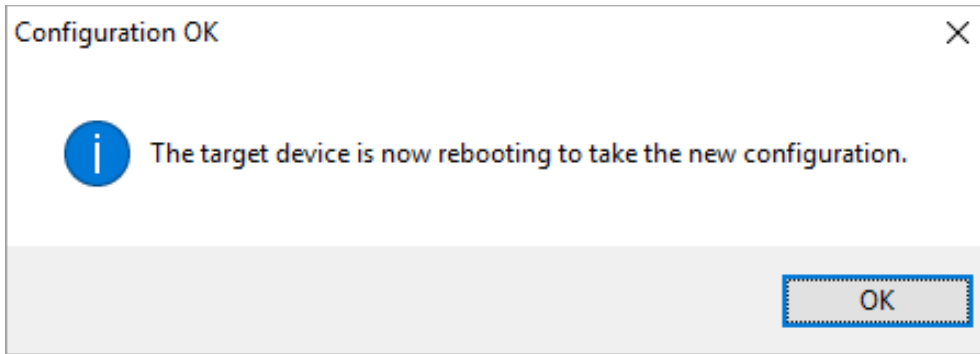 Configuration OK
The target device is now rebooting to take the new configuration.
OK